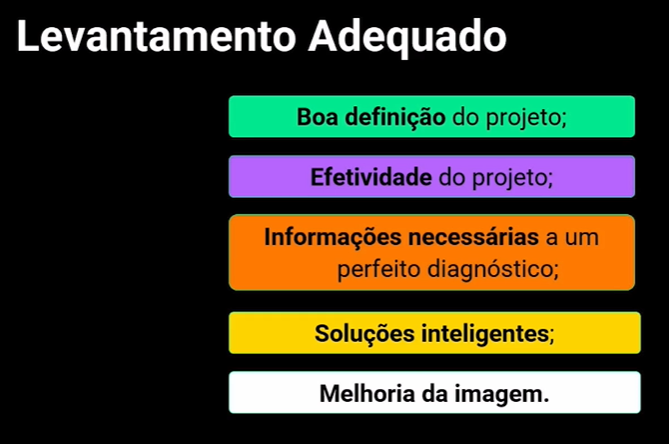 Levantamento Adequado
Boa definição do projeto;
Efetividade do projeto;
Informações necessárias a um
perfeito diagnóstico;
Soluções inteligentes;
Melhoria da imagem.